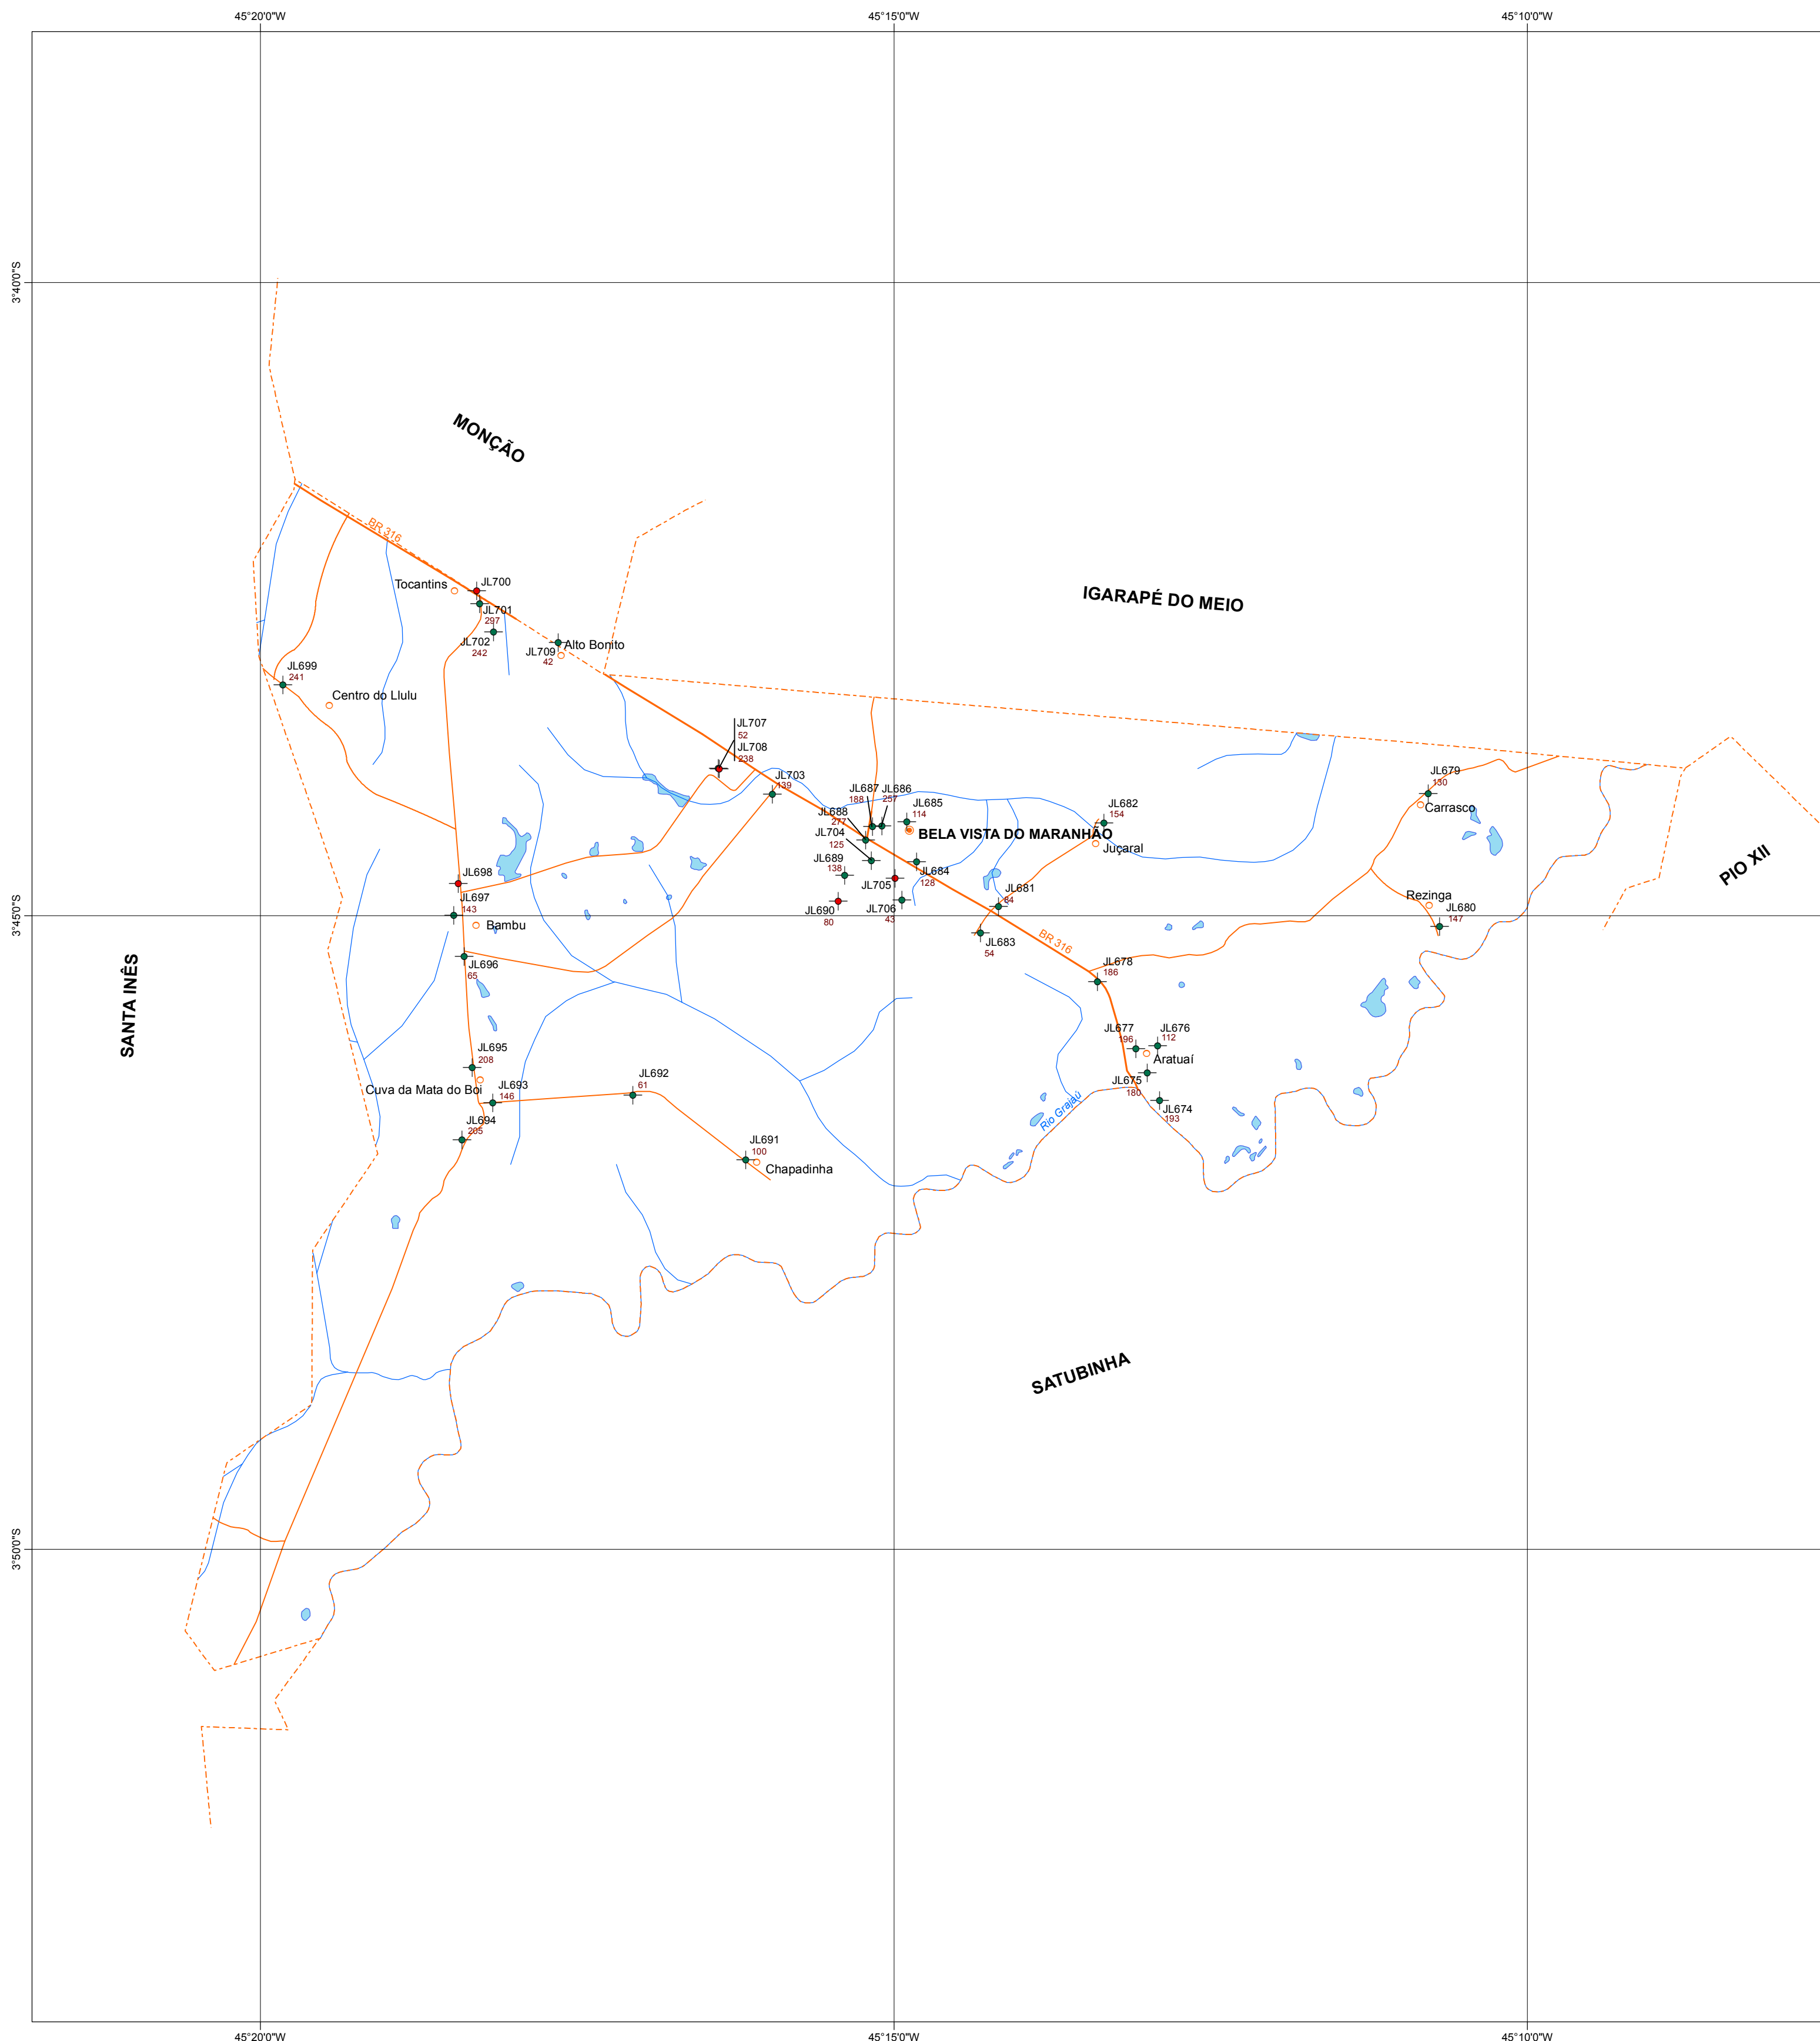 45°20'0"W
45°15'0"W
45°10'0"W
3°40'0"S
MONÇÃO
BR 316
Tocantins
JL700
JL701
297
JL702
242
Alto Bonito
JL709
42
IGARAPÉ DO MEIO
JL699
241
Centro do Llulu
JL707
52
JL708
238
JL703
139
JL679
130
Carrasco
JL687
188
JL686
257
JL688
277
JL685
114
JL682
154
BELA VISTA DO MARANHÃO
JL704
125
Juçaral
PIO XII
JL689
138
JL684
128
JL698
JL705
JL690
80
JL706
43
JL681
84
Rezinga
JL680
147
3°45'0"S
JL697
143
Bambu
JL683
54
BR 316
JL696
65
JL678
186
SANTA INÊS
JL677
196
JL676
112
Aratuaí
JL695
208
Cuva da Mata do Boi
JL693
146
JL692
61
JL675
180
JL674
193
Rio Grajaú
JL694
205
JL691
100
Chapadinha
SATUBINHA
3°50'0"S
45°20'0"W
45°15'0"W
45°10'0"W